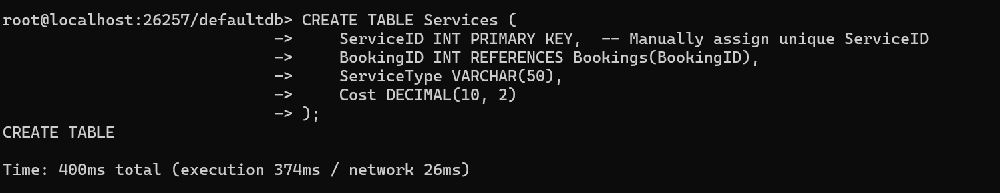 root@localhost:26257/defaultdb> CREATE TABLE Services (
-> ServiceID INT PRIMARY KEY,  -- Manually assign unique ServiceID
-> BookingID INT REFERENCES Bookings(BookingID),
-> ServiceType VARCHAR(50),
-> Cost DECIMAL(10, 2)
-> );
CREATE TABLE
Time: 400ms total (execution 374ms / network 26ms)